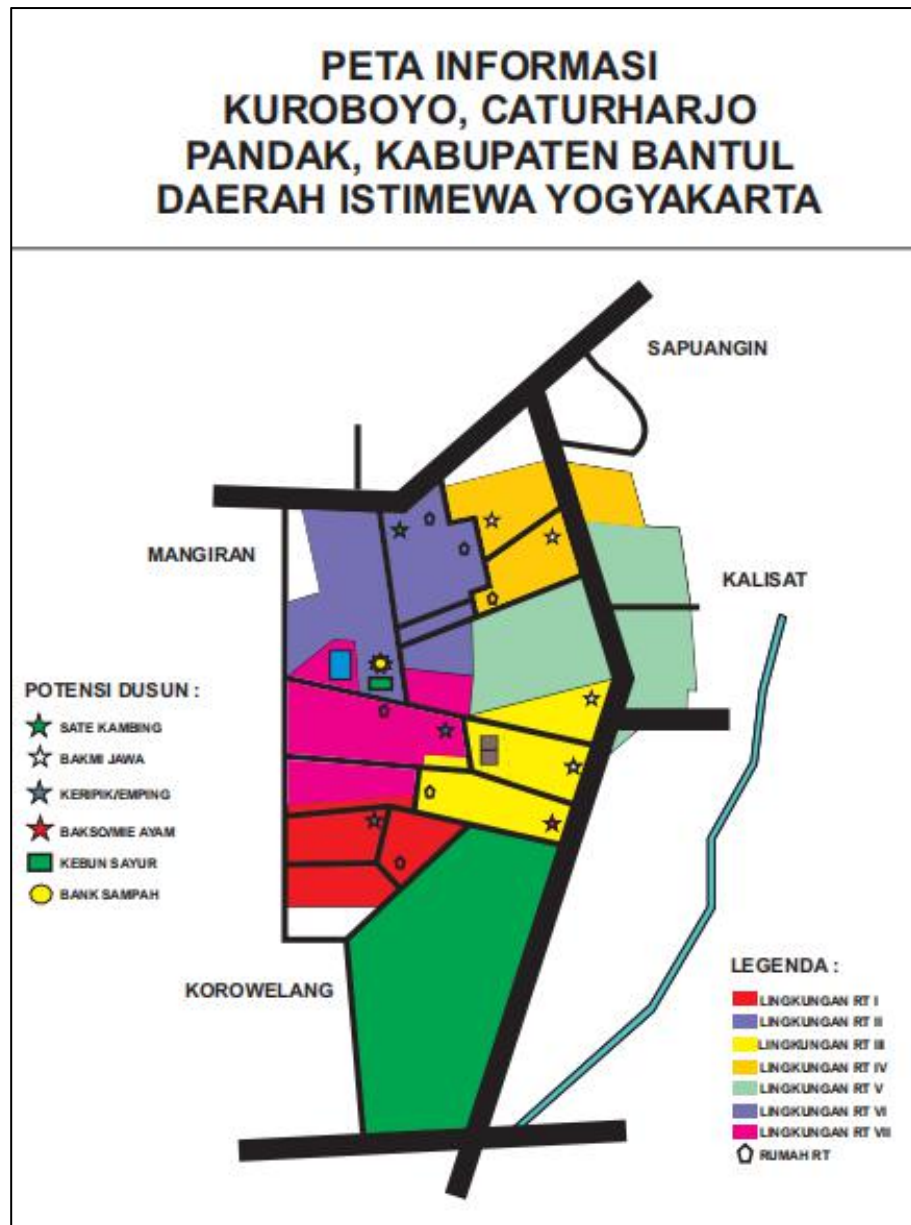 PETA INFORMASI
KUROBOYO, CATURHARJO
PANDAK, KABUPATEN BANTUL
DAERAH ISTIMEWA YOGYAKARTA
SAPUANGIN
MANGIRAN
KALISAT
POTENSI DUSUN :
SATE KAMBING
BAKMI JAWA
KERIPIK/EMPING
BAKSO/MIE AYAM
KEBUN SAYUR
BANK SAMPAH
KOROWELANG
LEGENDA :
LINGKUNGAN RT I
LINGKUNGAN RT II
LINGKUNGAN RT III
LINGKUNGAN RT IV
LINGKUNGAN RT V
LINGKUNGAN RT VI
LINGKUNGAN RT VII
RUMAH RT